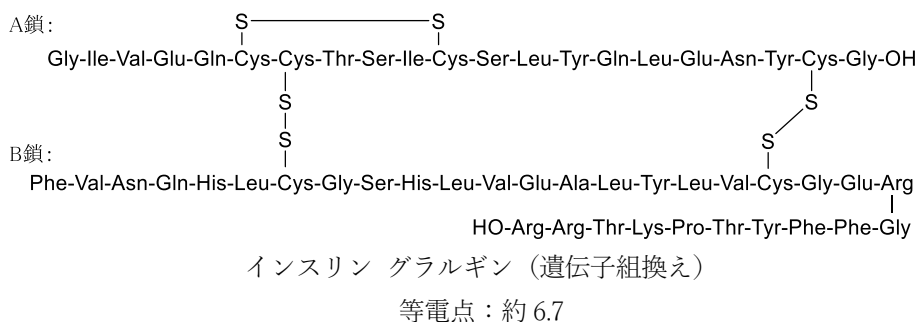 A鎖:
S S
Gly-Ile-Val-Glu-Gln-Cys-Cys-Thr-Ser-Ile-Cys-Ser-Leu-Tyr-Gln-Leu-Glu-Asn-Tyr-Cys-Gly-OH
S S
S S
B鎖:
Phe-Val-Asn-Gln-His-Leu-Cys-Gly-Ser-His-Leu-Val-Glu-Ala-Leu-Tyr-Leu-Val-Cys-Gly-Glu-Arg
HO-Arg-Arg-Thr-Lys-Pro-Thr-Tyr-Phe-Phe-Gly
インスリン グラルギン（遺伝子組換え）
等電点：約 6.7